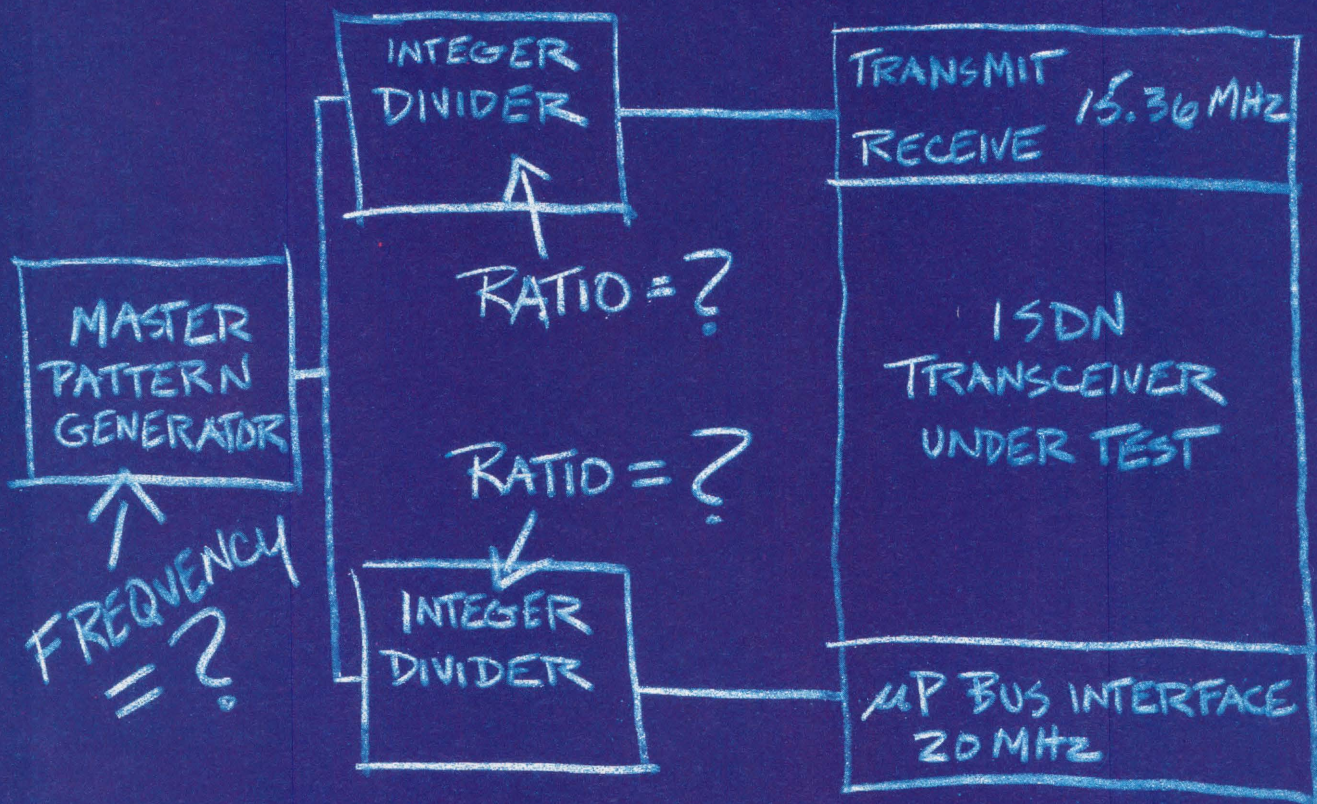 INTEGER
DIVIDER
TRANSMIT
RECEIVE
15.36 MHz
RATIO = ?
MASTER
PATTERN
GENERATOR
ISDN
TRANSCEIVER
UNDER TEST
RATIO = ?
FREQUENCY
= ?
INTEGER
DIVIDER
μP BUS INTERFACE
20 MHz